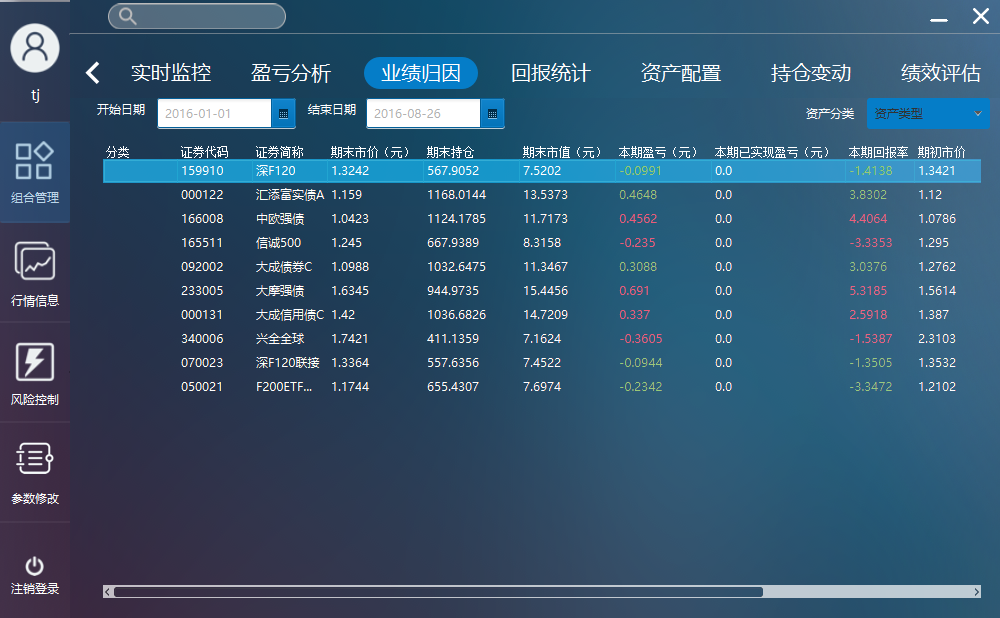 tj
组合管理
行情信息
风险控制
参数修改
注销登录
实时监控 盈亏分析 业绩归因 回报统计 资产配置 持仓变动 绩效评估
开始日期 2016-01-01 结束日期 2016-08-26 资产分类 资产类型
分类 证券代码 证券简称 期末市价（元） 期末持仓 期末市值（元） 本期盈亏（元） 本期已实现盈亏（元） 本期回报率 期初市价
159910 深F120 1.3242 567.9052 7.5202 -0.0991 0.0 -1.4138 1.3421
000122 汇添富实债A 1.159 1168.0144 13.5373 0.4648 0.0 3.8302 1.12
166008 中欧强债 1.0423 1124.1785 11.7173 0.4562 0.0 4.4064 1.0786
165511 信诚500 1.245 667.9389 8.3158 -0.235 0.0 -3.3353 1.295
092002 大成债券C 1.0988 1032.6475 11.3467 0.3088 0.0 3.0376 1.2762
233005 大摩强债 1.6345 944.9735 15.4456 0.691 0.0 5.3185 1.5614
000131 大成信用债C 1.42 1036.6826 14.7209 0.337 0.0 2.5918 1.387
340006 兴全全球 1.7421 411.1359 7.1624 -0.3605 0.0 -1.5387 2.3103
070023 深F120联接 1.3364 557.6356 7.4522 -0.0944 0.0 -1.3505 1.3532
050021 F200ETF... 1.1744 655.4307 7.6974 -0.2342 0.0 -3.3472 1.2102